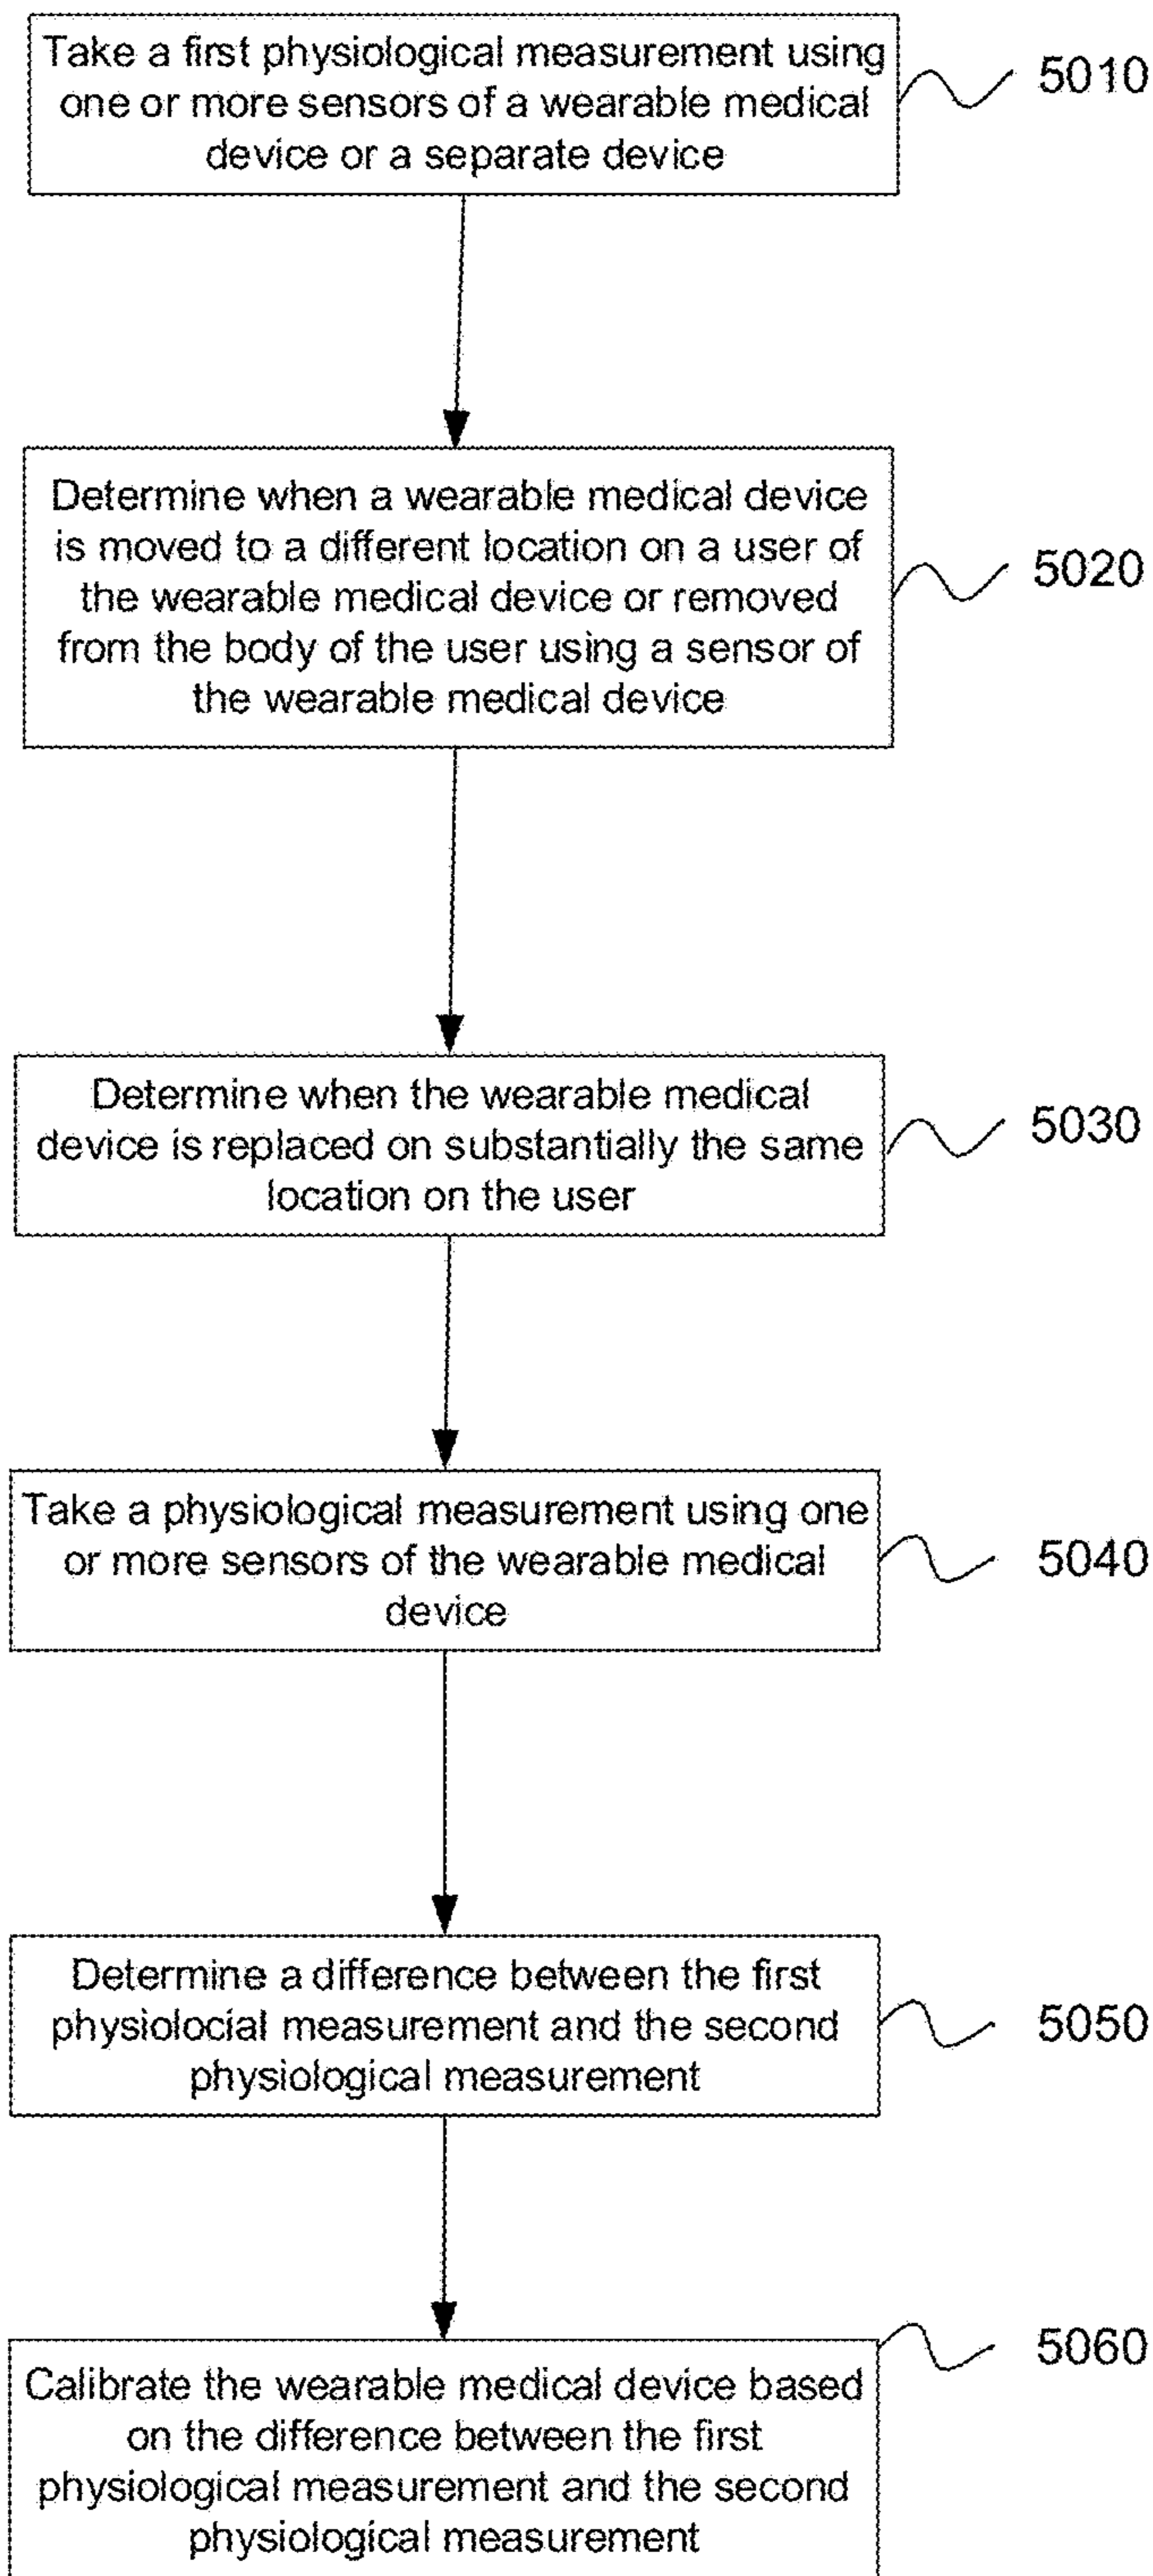 Take a first physiological measurement using
one or more sensors of a wearable medical
device or a separate device
5010
Determine when a wearable medical device
is moved to a different location on a user of
the wearable medical device or removed
from the body of the user using a sensor of
the wearable medical device
5020
Determine when the wearable medical
device is replaced on substantially the same
location on the user
5030
Take a physiological measurement using one
or more sensors of the wearable medical
device
5040
Determine a difference between the first
physiolocial measurement and the second
physiological measurement
5050
Calibrate the wearable medical device based
on the difference between the first
physiological measurement and the second
physiological measurement
5060